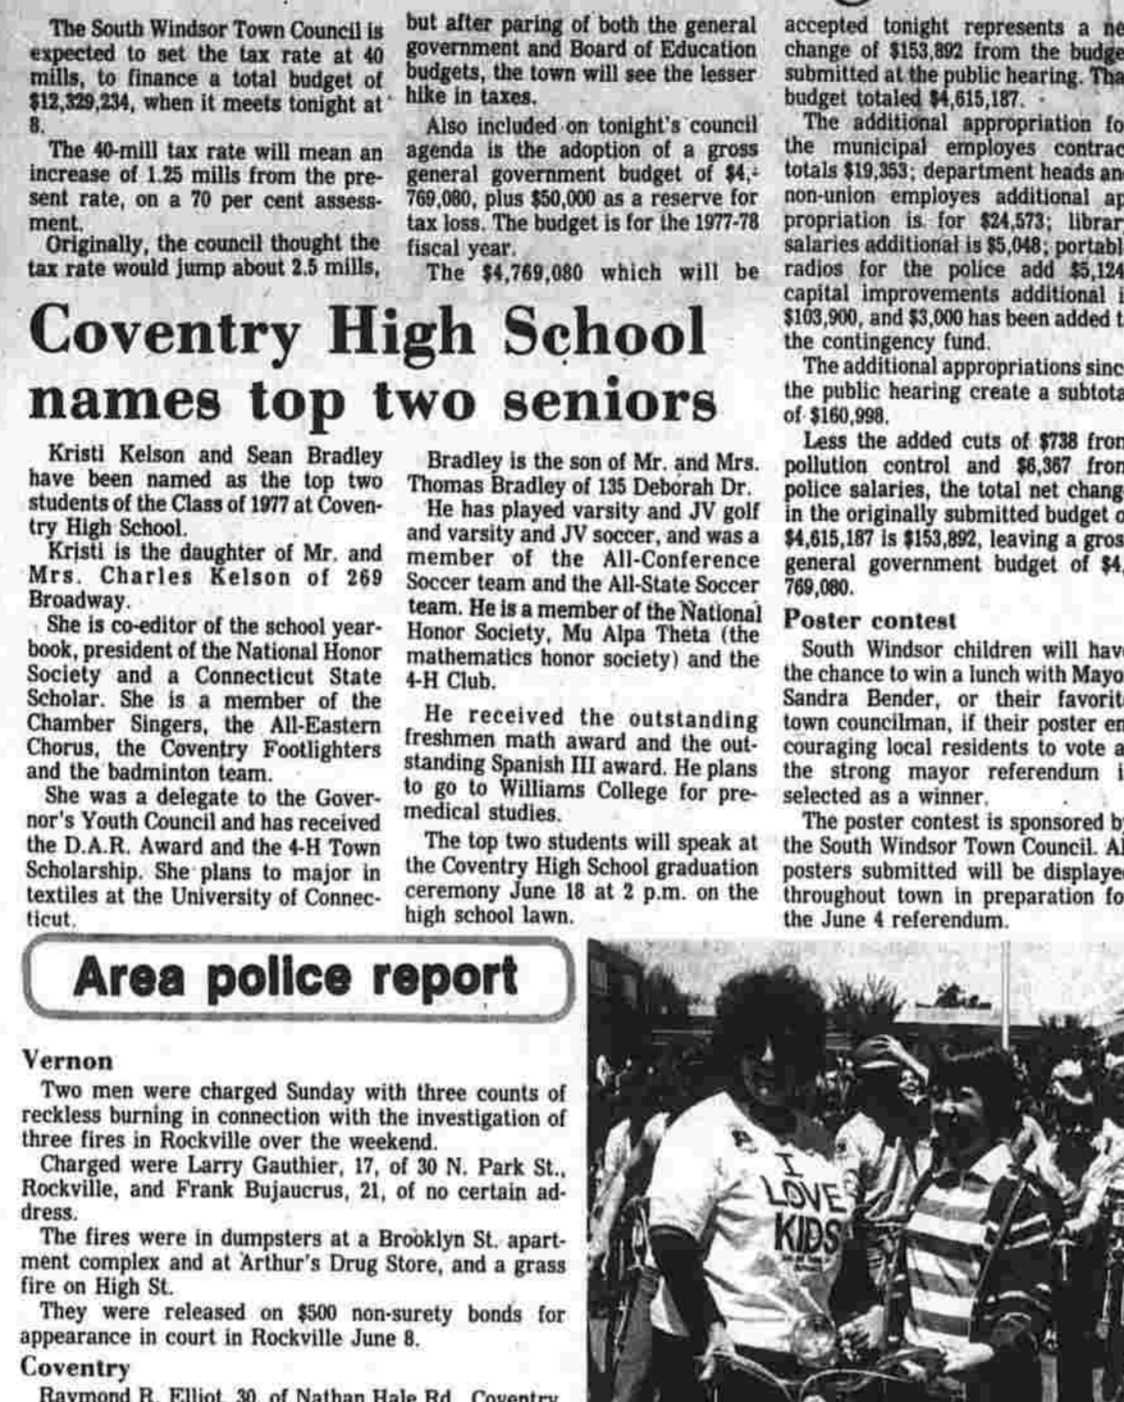 The South Windsor Town Council is
expected to set the tax rate at 40
mills, to finance a total budget of
$12,329,234, when it meets tonight at
8.
The 40-mill tax rate will mean an
increase of 1.25 mills from the pre-
sent rate, on a 70 per cent assess-
ment.
Originally, the council thought the
tax rate would jump about 2.5 mills,
but after paring of both the general
government and Board of Education
budgets, the town will see the lesser
hike in taxes.
Also included on tonight's council
agenda is the adoption of a gross
general government budget of $4,-
769,080, plus $50,000 as a reserve for
tax loss. The budget is for the 1977-78
fiscal year.
The $4,769,080 which will be
accepted tonight represents a ne
change of $153,892 from the budge
submitted at the public hearing. Tha
budget totaled $4,615,187.
The additional appropriation fo
the municipal employes contrac
totals $19,353; department heads an
non-union employes additional ap
propriation is for $24,573; librar
salaries additional is $5,048; portabl
radios for the police add $5,124
capital improvements additional i
$103,900, and $3,000 has been added t
the contingency fund.
The additional appropriations sinc
the public hearing create a subtota
of $160,998.
Less the added cuts of $738 from
pollution control and $6,367 from
police salaries, the total net chang
in the originally submitted budget o
$4,615,187 is $153,892, leaving a gros
general government budget of $4,
769,080.
Poster contest
South Windsor children will hav
the chance to win a lunch with Mayo
Sandra Bender, or their favorit
town councilman, if their poster en
couraging local residents to vote a
the strong mayor referendum i
selected as a winner.
The poster contest is sponsored by
the South Windsor Town Council. Al
posters submitted will be displaye
throughout town in preparation fo
the June 4 referendum.
Coventry High School
names top two seniors
Kristi Kelson and Sean Bradley
have been named as the top two
students of the Class of 1977 at Coven-
try High School.
Kristi is the daughter of Mr. and
Mrs. Charles Kelson of 269
Broadway.
She is co-editor of the school year-
book, president of the National Honor
Society and a Connecticut State
Scholar. She is a member of the
Chamber Singers, the All-Eastern
Chorus, the Coventry Footlighters
and the badminton team.
She was a delegate to the Gover-
nor's Youth Council and has received
the D.A.R. Award and the 4-H Town
Scholarship. She plans to major in
textiles at the University of Connec-
ticut.
Bradley is the son of Mr. and Mrs.
Thomas Bradley of 135 Deborah Dr.
He has played varsity and JV golf
and varsity and JV soccer, and was a
member of the All-Conference
Soccer team and the All-State Soccer
team. He is a member of the National
Honor Society, Mu Alpa Theta (the
mathematics honor society) and the
4-H Club.
He received the outstanding
freshmen math award and the out-
standing Spanish III award. He plans
to go to Williams College for pre-
medical studies.
The top two students will speak at
the Coventry High School graduation
ceremony June 18 at 2 p.m. on the
high school lawn.
Area police report
Vernon
Two men were charged Sunday with three counts of
reckless burning in connection with the investigation of
three fires in Rockville over the weekend.
Charged were Larry Gauthier, 17, of 30 N. Park St.,
Rockville, and Frank Bujaucrus, 21, of no certain ad-
dress.
The fires were in dumpsters at a Brooklyn St. apart-
ment complex and at Arthur's Drug Store, and a grass
fire on High St.
They were released on $500 non-surety bonds for
appearance in court in Rockville June 8.
Coventry
Raymond R. Elliot, 30, of Nathan Hale Rd., Coventry,
I
LOVE
KIDS